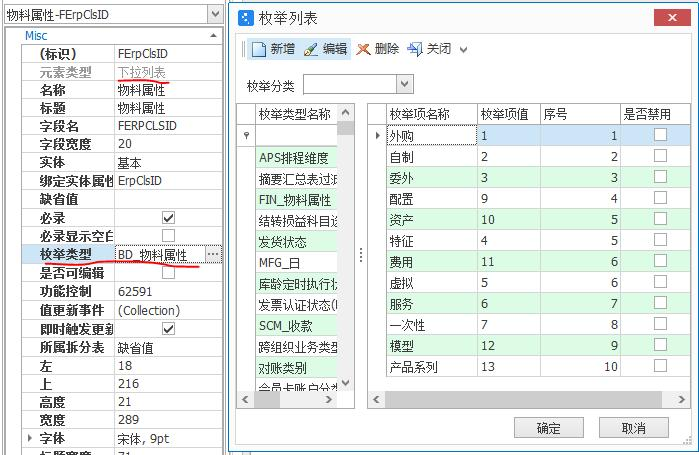 物料属性-FErpClsID
Misc
(标识) FErpClsID
元素类型 下拉列表
名称 物料属性
标题 物料属性
字段名 FERPCLSID
字段宽度 20
实体 基本
绑定实体属性 ErpClsID
缺省值
必录
必录显示空白
枚举类型 BD_物料属性 ...
是否可编辑
功能控制 62591
值更新事件 (Collection)
即时触发更新
所属拆分表 缺省值
左 18
上 216
高度 21
宽度 289
字体 宋体, 9pt
标题宽度 71
枚举列表
新增 编辑 删除 关闭
枚举分类
枚举类型名称
APS排程维度
摘要汇总表过滤
FIN_物料属性
结转损益科目途
发货状态
MFG_日
库龄定时执行状
发票认证状态(
SCM_收款
跨组织业务类型
对账类别
会员卡账户分类
枚举项名称 枚举项值 序号 是否禁用
外购 1 1
自制 2 2
委外 3 3
配置 9 4
资产 10 5
特征 4 5
费用 11 6
虚拟 5 6
服务 6 7
一次性 7 8
模型 12 9
产品系列 13 10
确定 取消